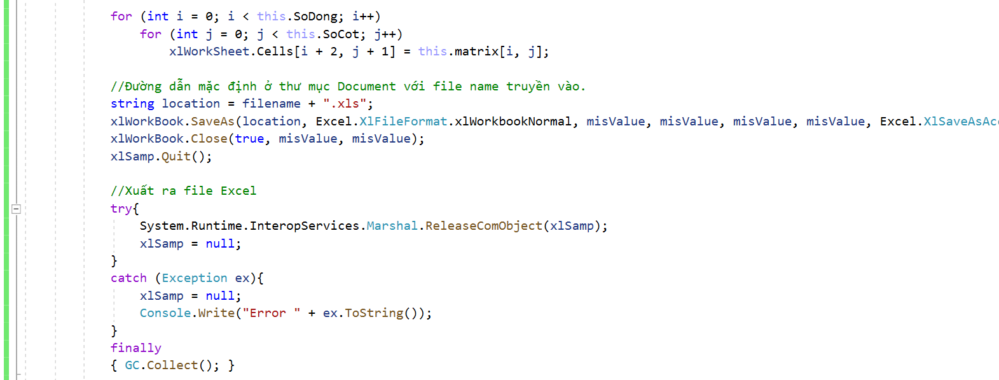 for (int i = 0; i < this.SoDong; i++)
for (int j = 0; j < this.SoCot; j++)
xlWorkSheet.Cells[i + 2, j + 1] = this.matrix[i, j];
//Đường dẫn mặc định ở thư mục Document với file name truyền vào.
string location = filename + ".xls";
xlWorkBook.SaveAs(location, Excel.XlFileFormat.xlWorkbookNormal, misValue, misValue, misValue, misValue, Excel.
xlWorkBook.Close(true, misValue, misValue);
xlSamp.Quit();
//Xuất ra file Excel
try{
System.Runtime.InteropServices.Marshal.ReleaseComObject(xlSamp);
xlSamp = null;
}
catch (Exception ex){
xlSamp = null;
Console.Write("Error " + ex.ToString());
}
finally
{ GC.Collect(); }